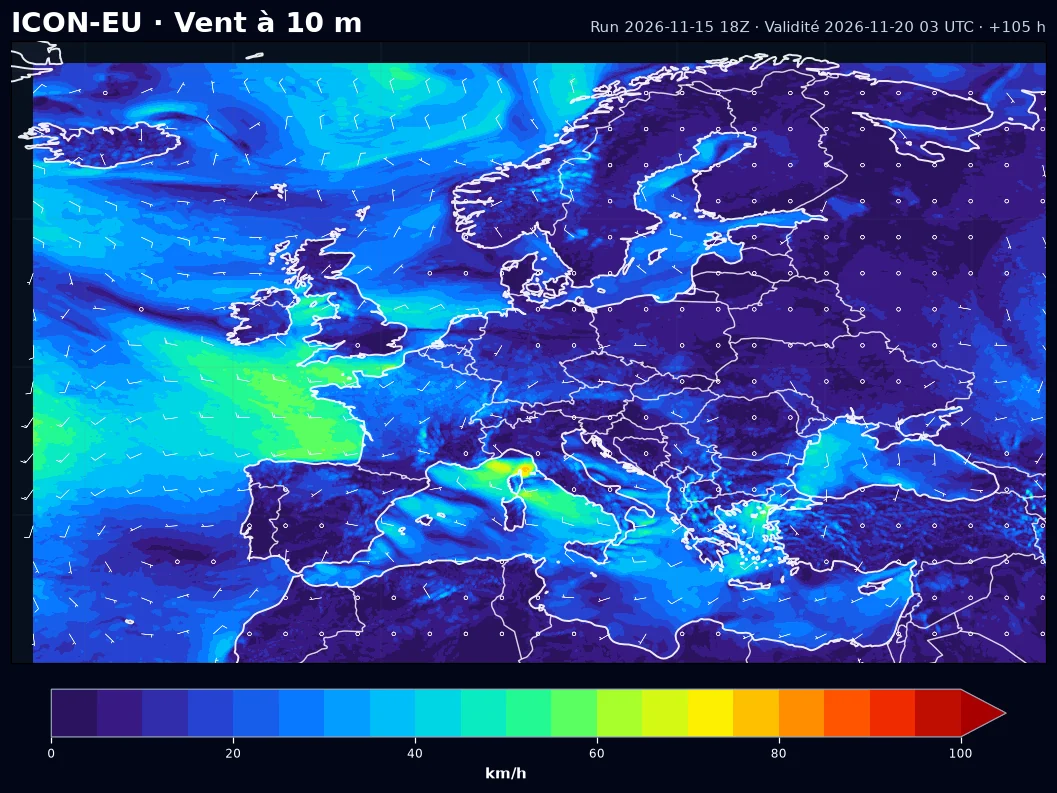 ICON-EU · Vent à 10 m
Run 2026-11-15 18Z · Validité 2026-11-20 03 UTC · +105 h
0 20 40 60 80 100
km/h